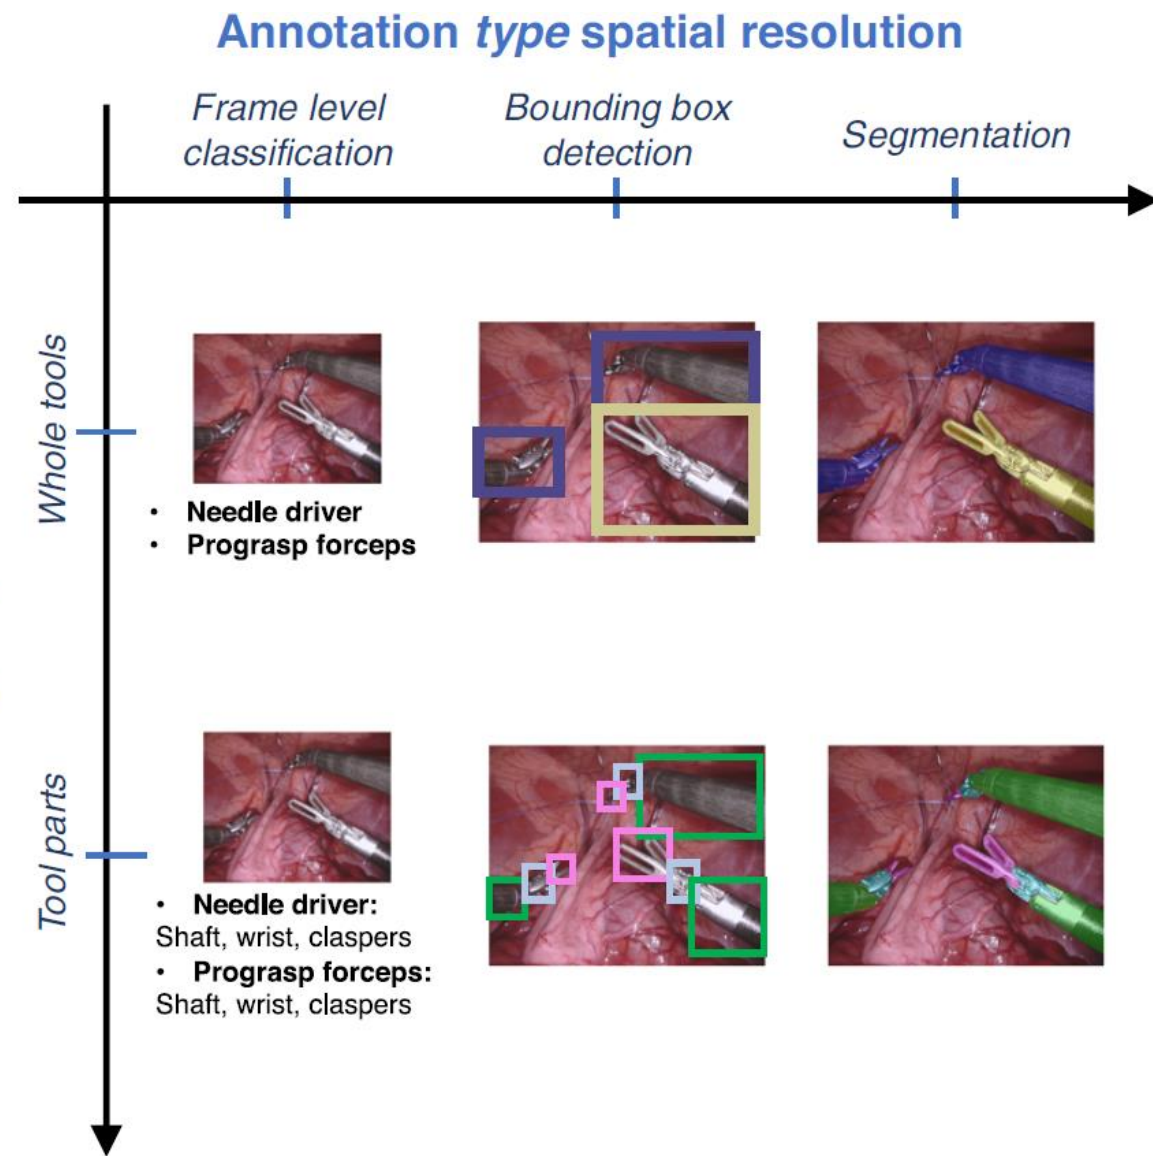 Annotation type spatial resolution
Frame level
classification
Bounding box
detection
Segmentation
Whole tools
• Needle driver
• Prograsp forceps
Tool parts
• Needle driver:
Shaft, wrist, claspers
• Prograsp forceps:
Shaft, wrist, claspers